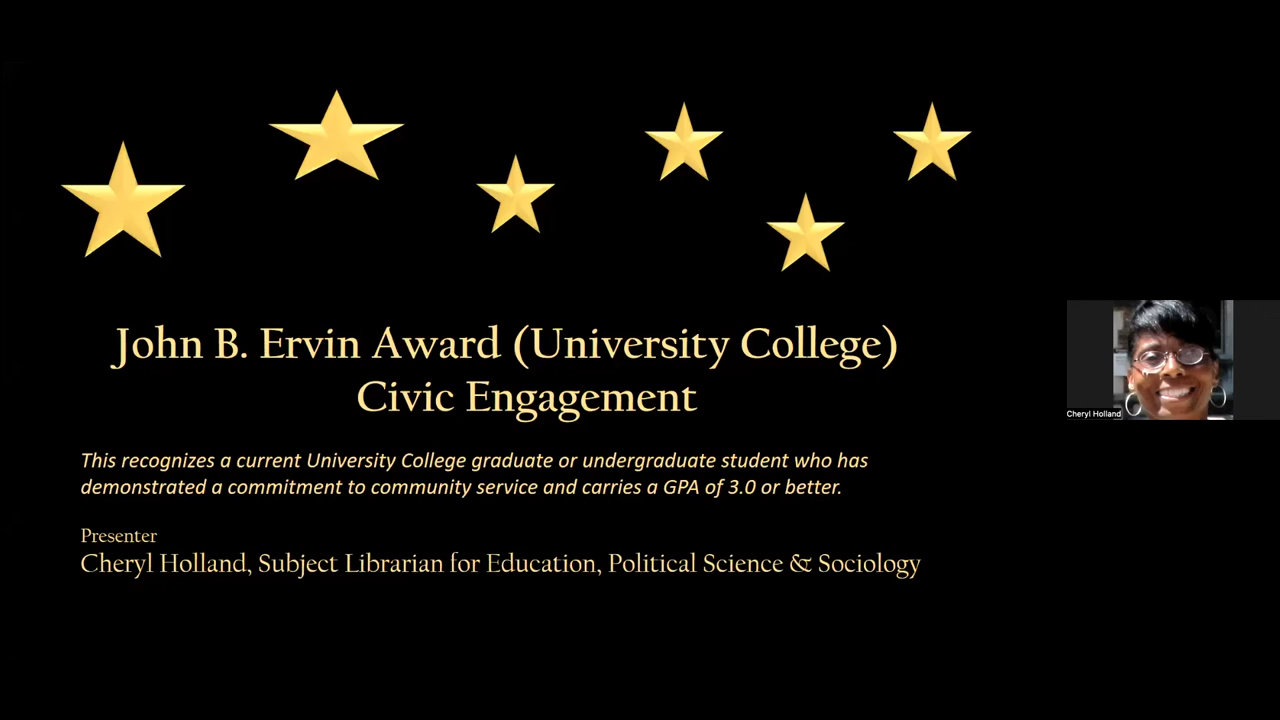 John B. Ervin Award (University College)
Civic Engagement
This recognizes a current University College graduate or undergraduate student who has
demonstrated a commitment to community service and carries a GPA of 3.0 or better.
Presenter
Cheryl Holland, Subject Librarian for Education, Political Science & Sociology
Cheryl Holland